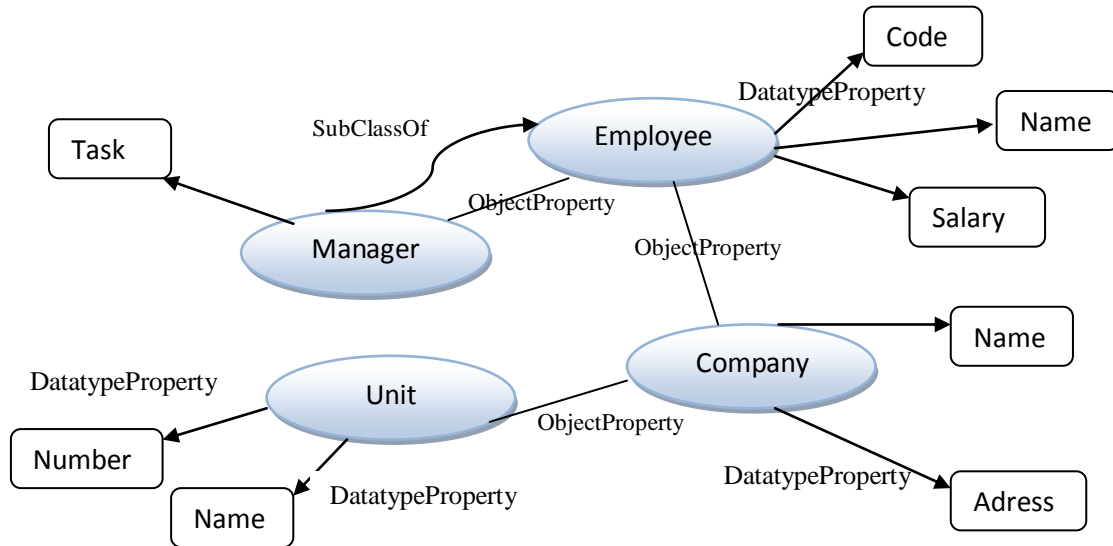 Code
DatatypeProperty
SubClassOf
Employee
Name
Task
ObjectProperty
Salary
Manager
ObjectProperty
Name
Company
DatatypeProperty
Unit
ObjectProperty
Number
DatatypeProperty
DatatypeProperty
Name
Adress